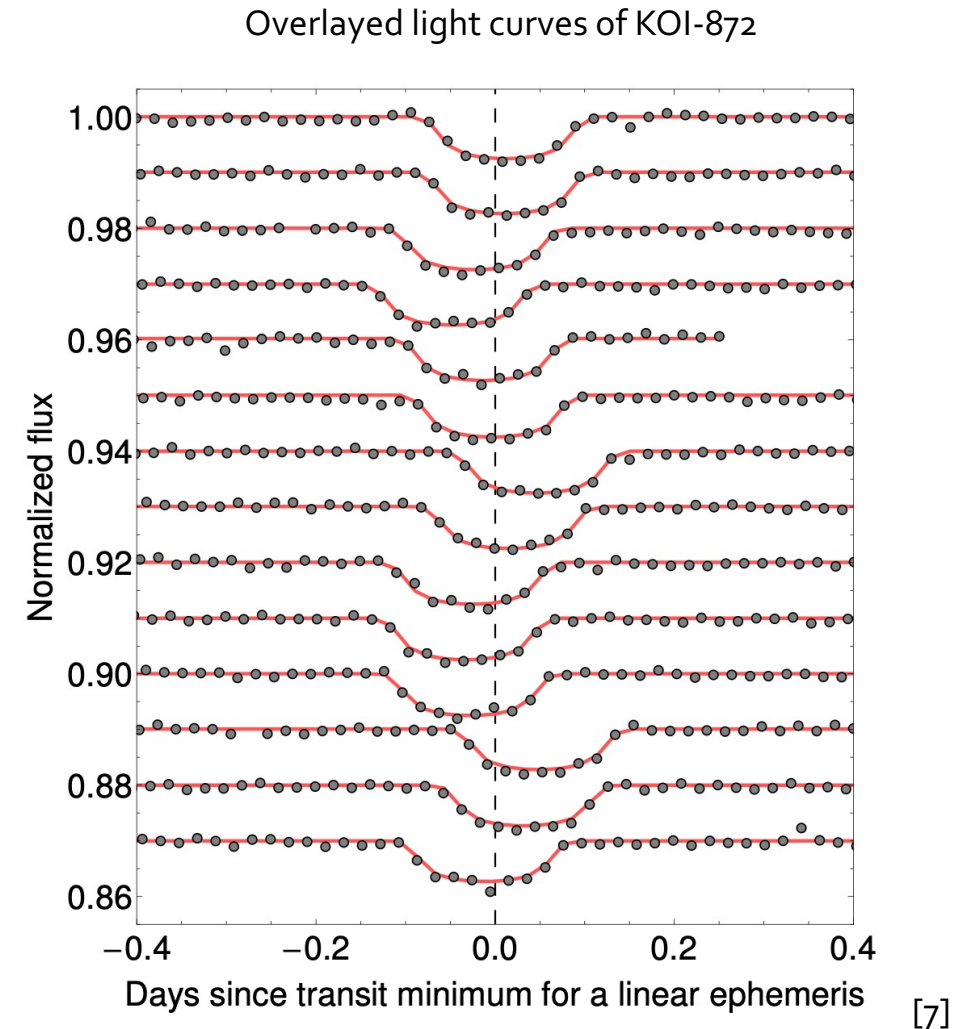 Overlayed light curves of KOI-872
1.00
0.98
0.96
0.94
0.92
0.90
0.88
0.86
Normalized flux
−0.4 −0.2 0.0 0.2 0.4
Days since transit minimum for a linear ephemeris
[7]